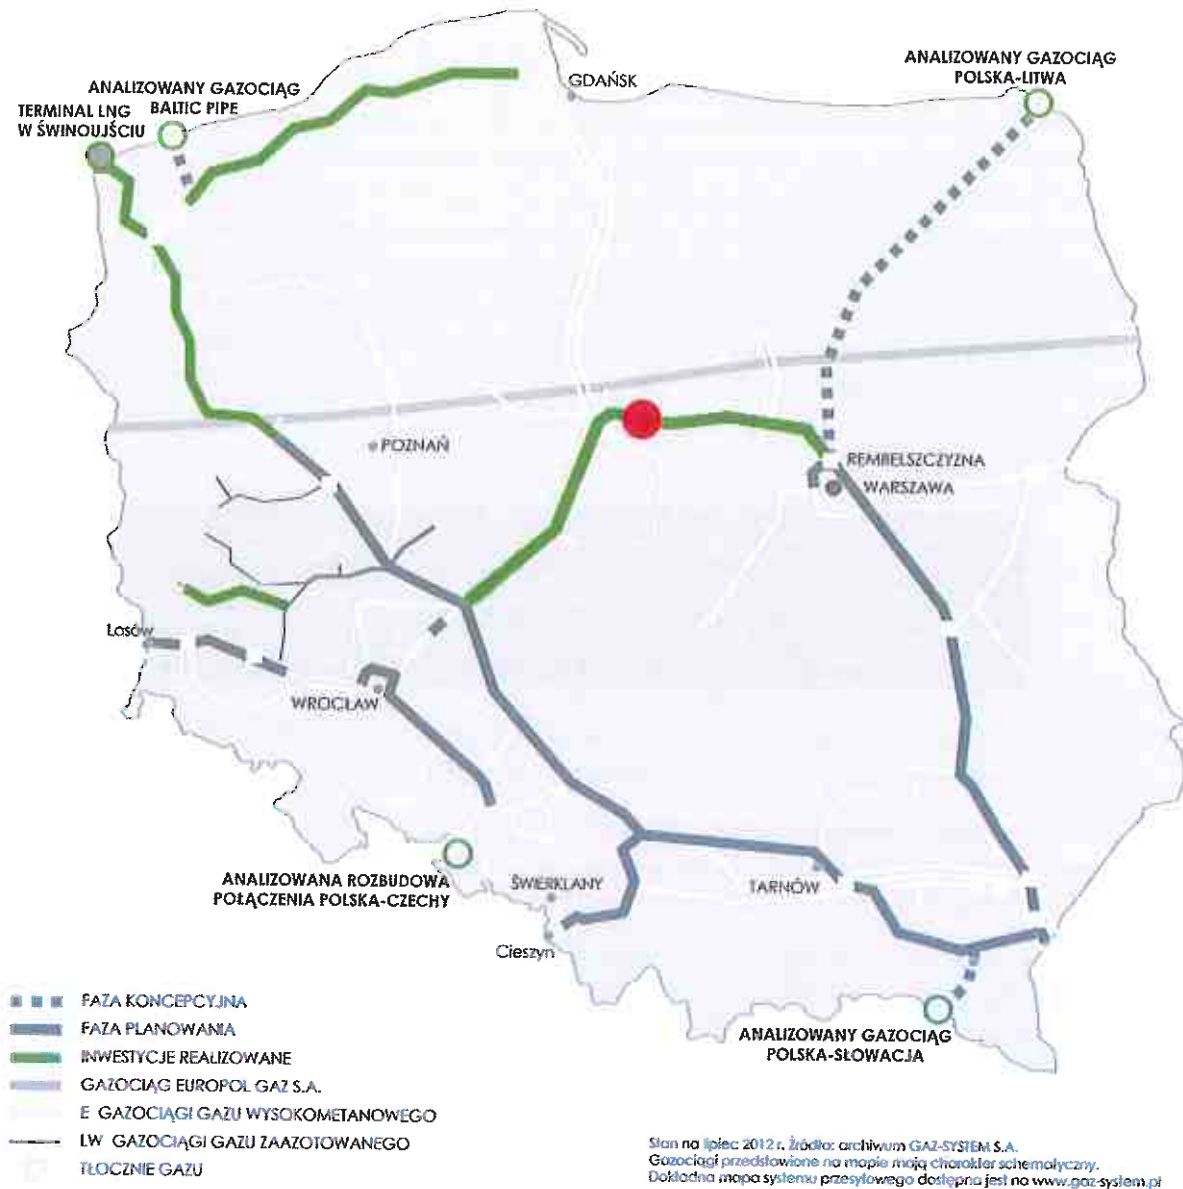 ANALIZOWANY GAZOCIĄG
BALTIC PIPE
TERMINAL LNG
W ŚWINOUJŚCIU
GDAŃSK
ANALIZOWANY GAZOCIĄG
POLSKA-LITWA
POZNAŃ
REMBELSZCZYZNA
WARSZAWA
Lasów
WROCŁAW
ANALIZOWANA ROZBUDOWA
POŁĄCZENIA POLSKA-CZECHY
ŚWIERKLANY
Cieszyn
TARNÓW
ANALIZOWANY GAZOCIĄG
POLSKA-SŁOWACJA
FAZA KONCEPCYJNA
FAZA PLANOWANIA
INWESTYCJE REALIZOWANE
GAZOCIĄG EUROPOL GAZ S.A.
E GAZOCIĄGI GAZU WYSOKOMETANOWEGO
LW GAZOCIĄGI GAZU ZAAZOTOWANEGO
TŁOCZNIE GAZU
Stan na lipiec 2012 r. Źródło: archiwum GAZ-SYSTEM S.A.
Gazociągi przedstawione na mapie mają charakter schematyczny.
Dokładna mapa systemu przesyłowego dostępna jest na www.gaz-system.pl